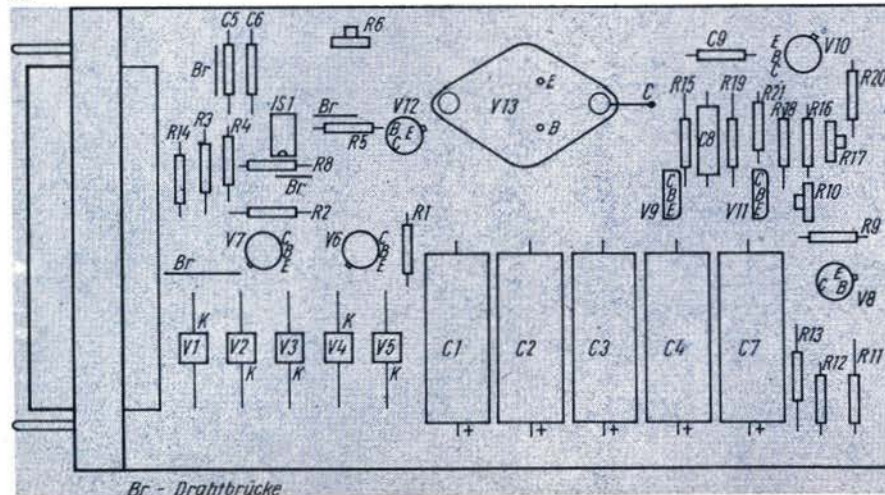 C5 C6
R6
C9
E
B
C
V10
Br
R20
E
C
R15
R19
R21
R18
R16
IS1
Br
V12
V13
R14
R3
R4
B E
C
R5
B
C8
R17
R8
Br
C
B
E
C
B
E
R10
R2
R1
V9
V11
R9
V7
C
B
E
V6
C
B
E
Br
E
C B
V8
K
K
V1
V2
V3
V4
V5
C1
C2
C3
C4
C7
R13
R12
R11
K
K
K
+
+
+
+
+
Br - Drahtbrücke